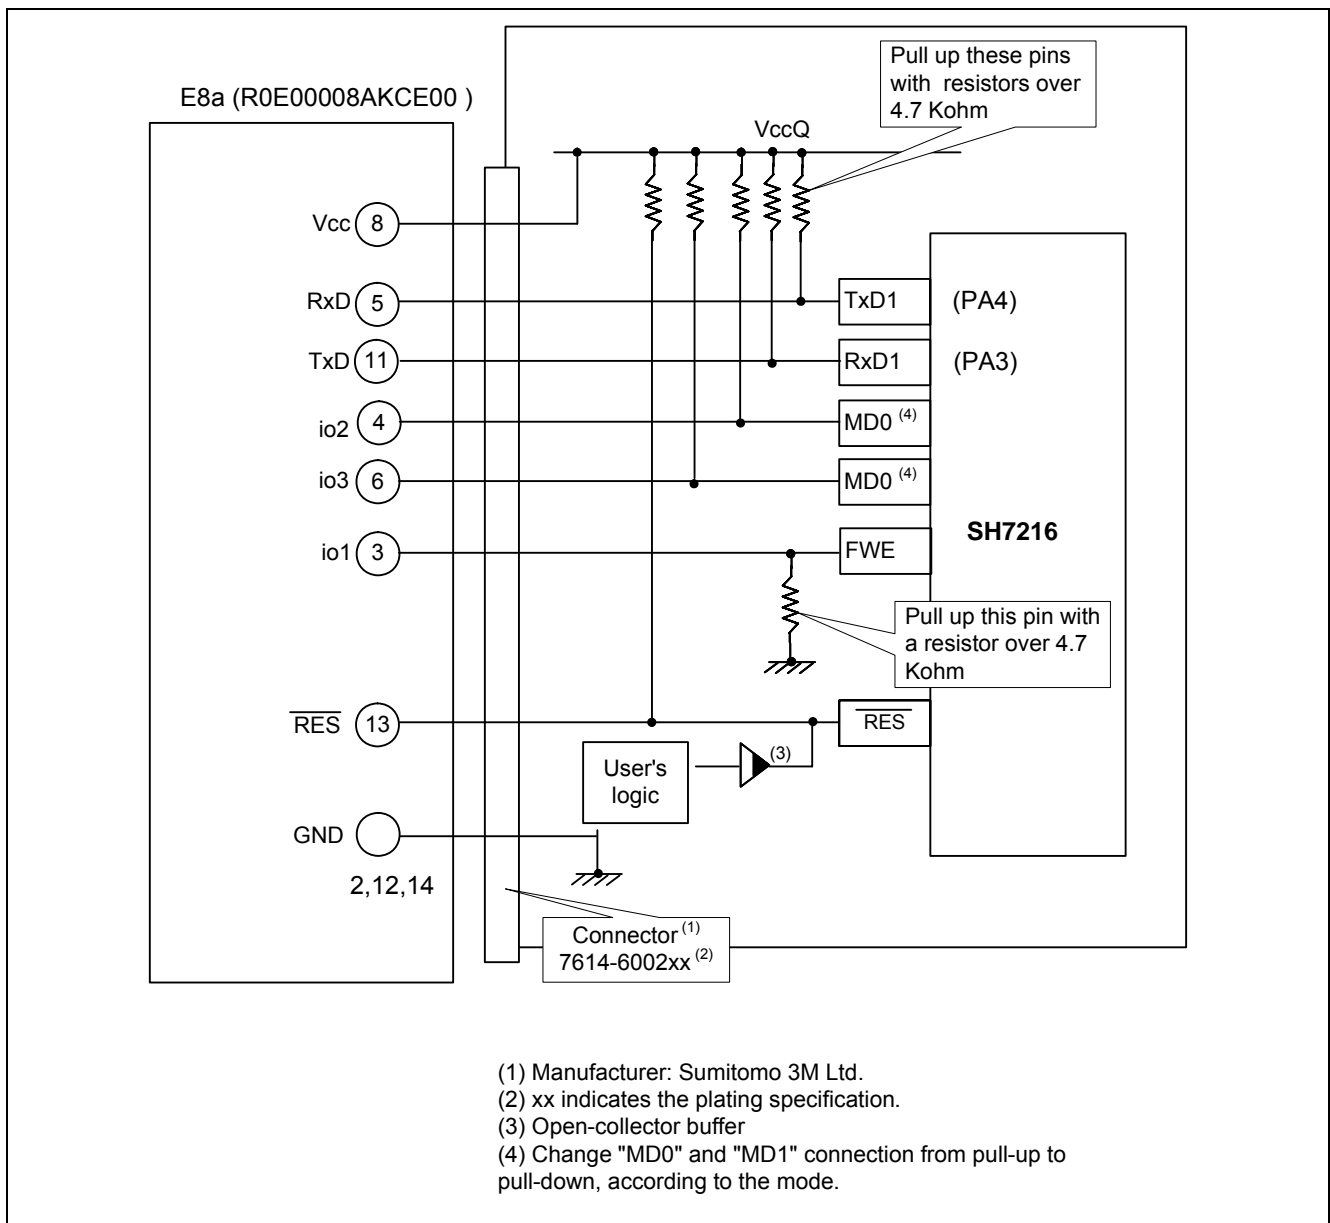 Pull up these pins
with resistors over
4.7 Kohm
E8a (R0E00008AKCE00 )
VccQ
Vcc 8
RxD 5
TxD1 (PA4)
TxD 11
RxD1 (PA3)
io2 4
MD0 (4)
io3 6
MD0 (4)
SH7216
io1 3
FWE
Pull up this pin with
a resistor over 4.7
Kohm
RES 13
RES
User's
logic
(3)
GND
2,12,14
Connector (1)
7614-6002xx (2)
(1) Manufacturer: Sumitomo 3M Ltd.
(2) xx indicates the plating specification.
(3) Open-collector buffer
(4) Change "MD0" and "MD1" connection from pull-up to
pull-down, according to the mode.